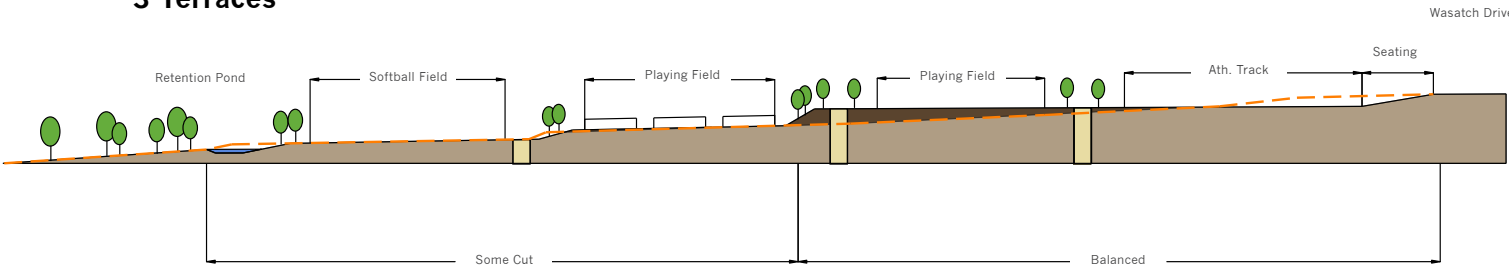 3 Terraces
Wasatch Drive
Seating
Retention Pond
Softball Field
Playing Field
Playing Field
Ath. Track
Some Cut
Balanced